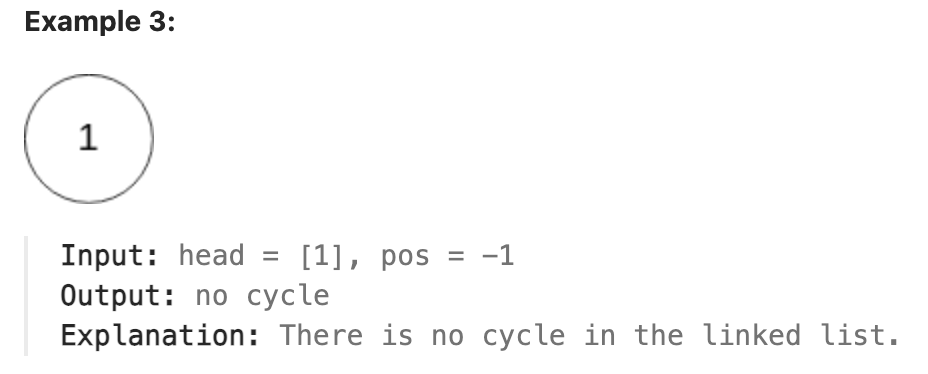 Example 3:
1
Input: head = [1], pos = -1
Output: no cycle
Explanation: There is no cycle in the linked list.